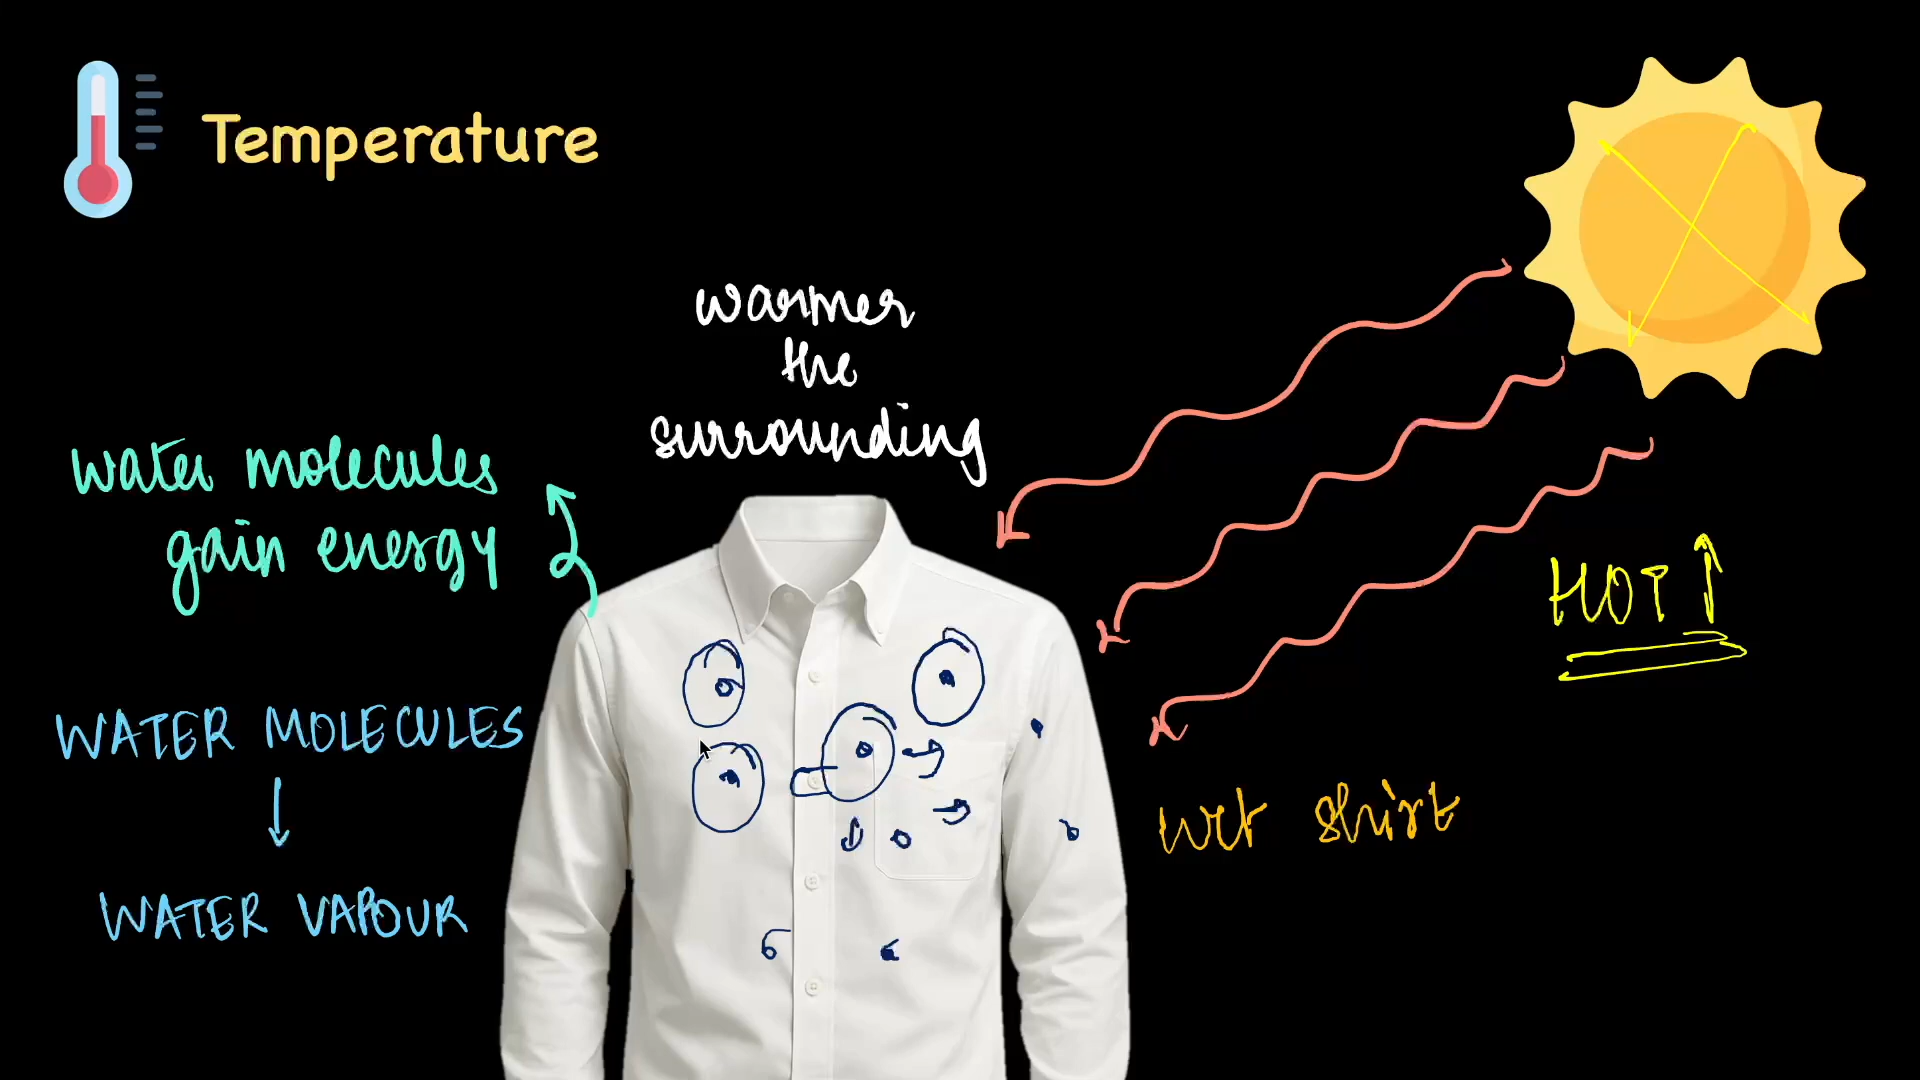 Temperature
warmer
the
surrounding
water molecules
gain energy
HOT
WATER MOLECULES
wet shirt
WATER VAPOUR